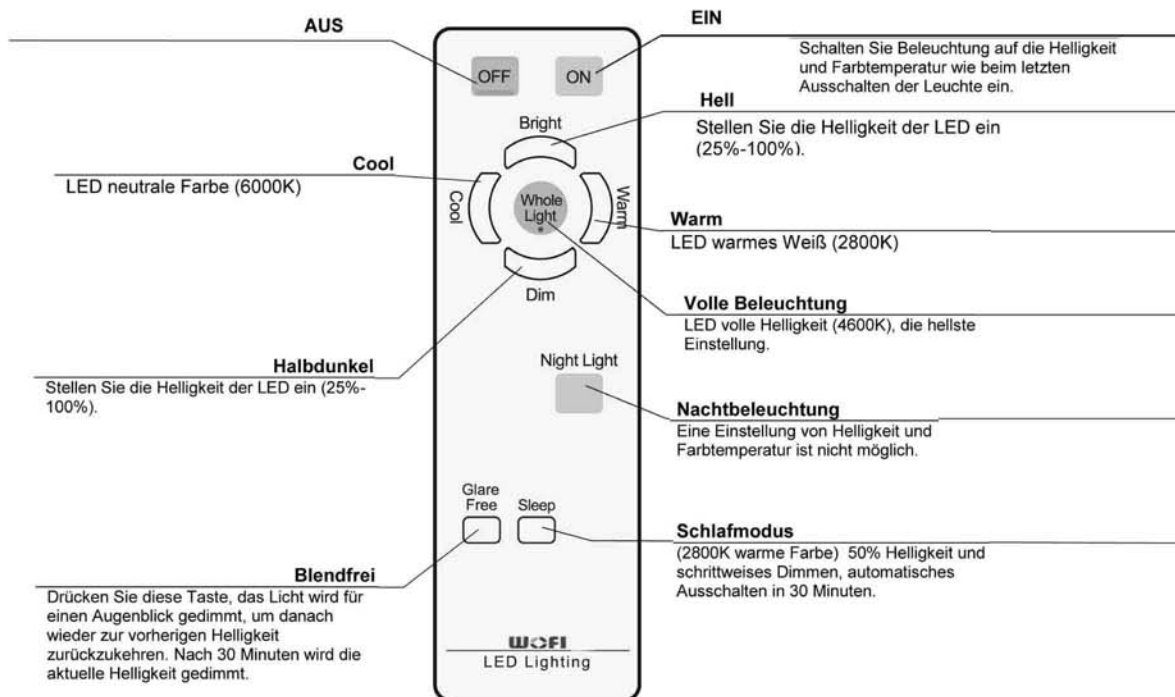 AUS
EIN
Schalten Sie Beleuchtung auf die Helligkeit
und Farbtemperatur wie beim letzten
Ausschalten der Leuchte ein.
OFF
ON
Hell
Stellen Sie die Helligkeit der LED ein
(25%-100%).
Bright
Cool
LED neutrale Farbe (6000K)
Cool
Whole
Light
Warm
Warm
LED warmes Weiß (2800K)
Dim
Volle Beleuchtung
LED volle Helligkeit (4600K), die hellste
Einstellung.
Halbdunkel
Stellen Sie die Helligkeit der LED ein (25%-
100%).
Night Light
Nachtbeleuchtung
Eine Einstellung von Helligkeit und
Farbtemperatur ist nicht möglich.
Glare
Free
Sleep
Schlafmodus
(2800K warme Farbe) 50% Helligkeit und
schrittweises Dimmen, automatisches
Ausschalten in 30 Minuten.
Blendfrei
Drücken Sie diese Taste, das Licht wird für
einen Augenblick gedimmt, um danach
wieder zur vorherigen Helligkeit
zurückzukehren. Nach 30 Minuten wird die
aktuelle Helligkeit gedimmt.
WOFI
LED Lighting